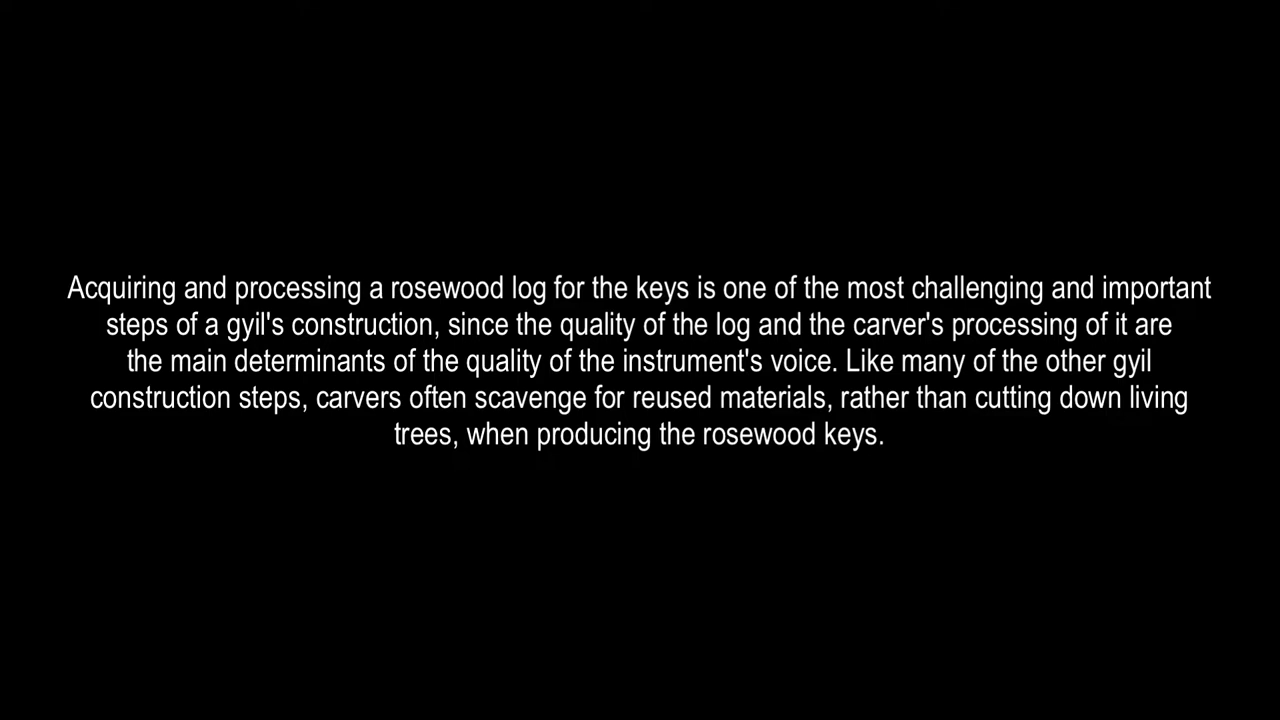 Acquiring and processing a rosewood log for the keys is one of the most challenging and important
steps of a gyil's construction, since the quality of the log and the carver's processing of it are
the main determinants of the quality of the instrument's voice. Like many of the other gyil
construction steps, carvers often scavenge for reused materials, rather than cutting down living
trees, when producing the rosewood keys.